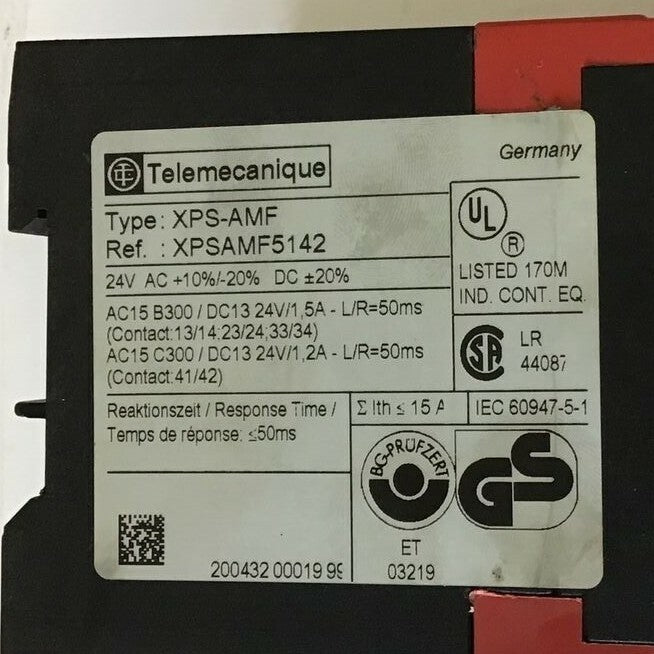 Telemecanique
Germany
Type: XPS-AMF
Ref. : XPSAMF5142
24V AC +10%/-20% DC ±20%
AC15 B300 / DC13 24V/1,5A - L/R=50ms
(Contact:13/14;23/24;33/34)
AC15 C300 / DC13 24V/1,2A - L/R=50ms
(Contact:41/42)
UL ®
LISTED 170M
IND. CONT. EQ.
SA
LR
44087
Reaktionszeit / Response Time /
Temps de réponse: ≤50ms
Σ Ith ≤ 15 A
IEC 60947-5-1
BG-PRÜFZERT
GS
ET
03219
200432 00019 99